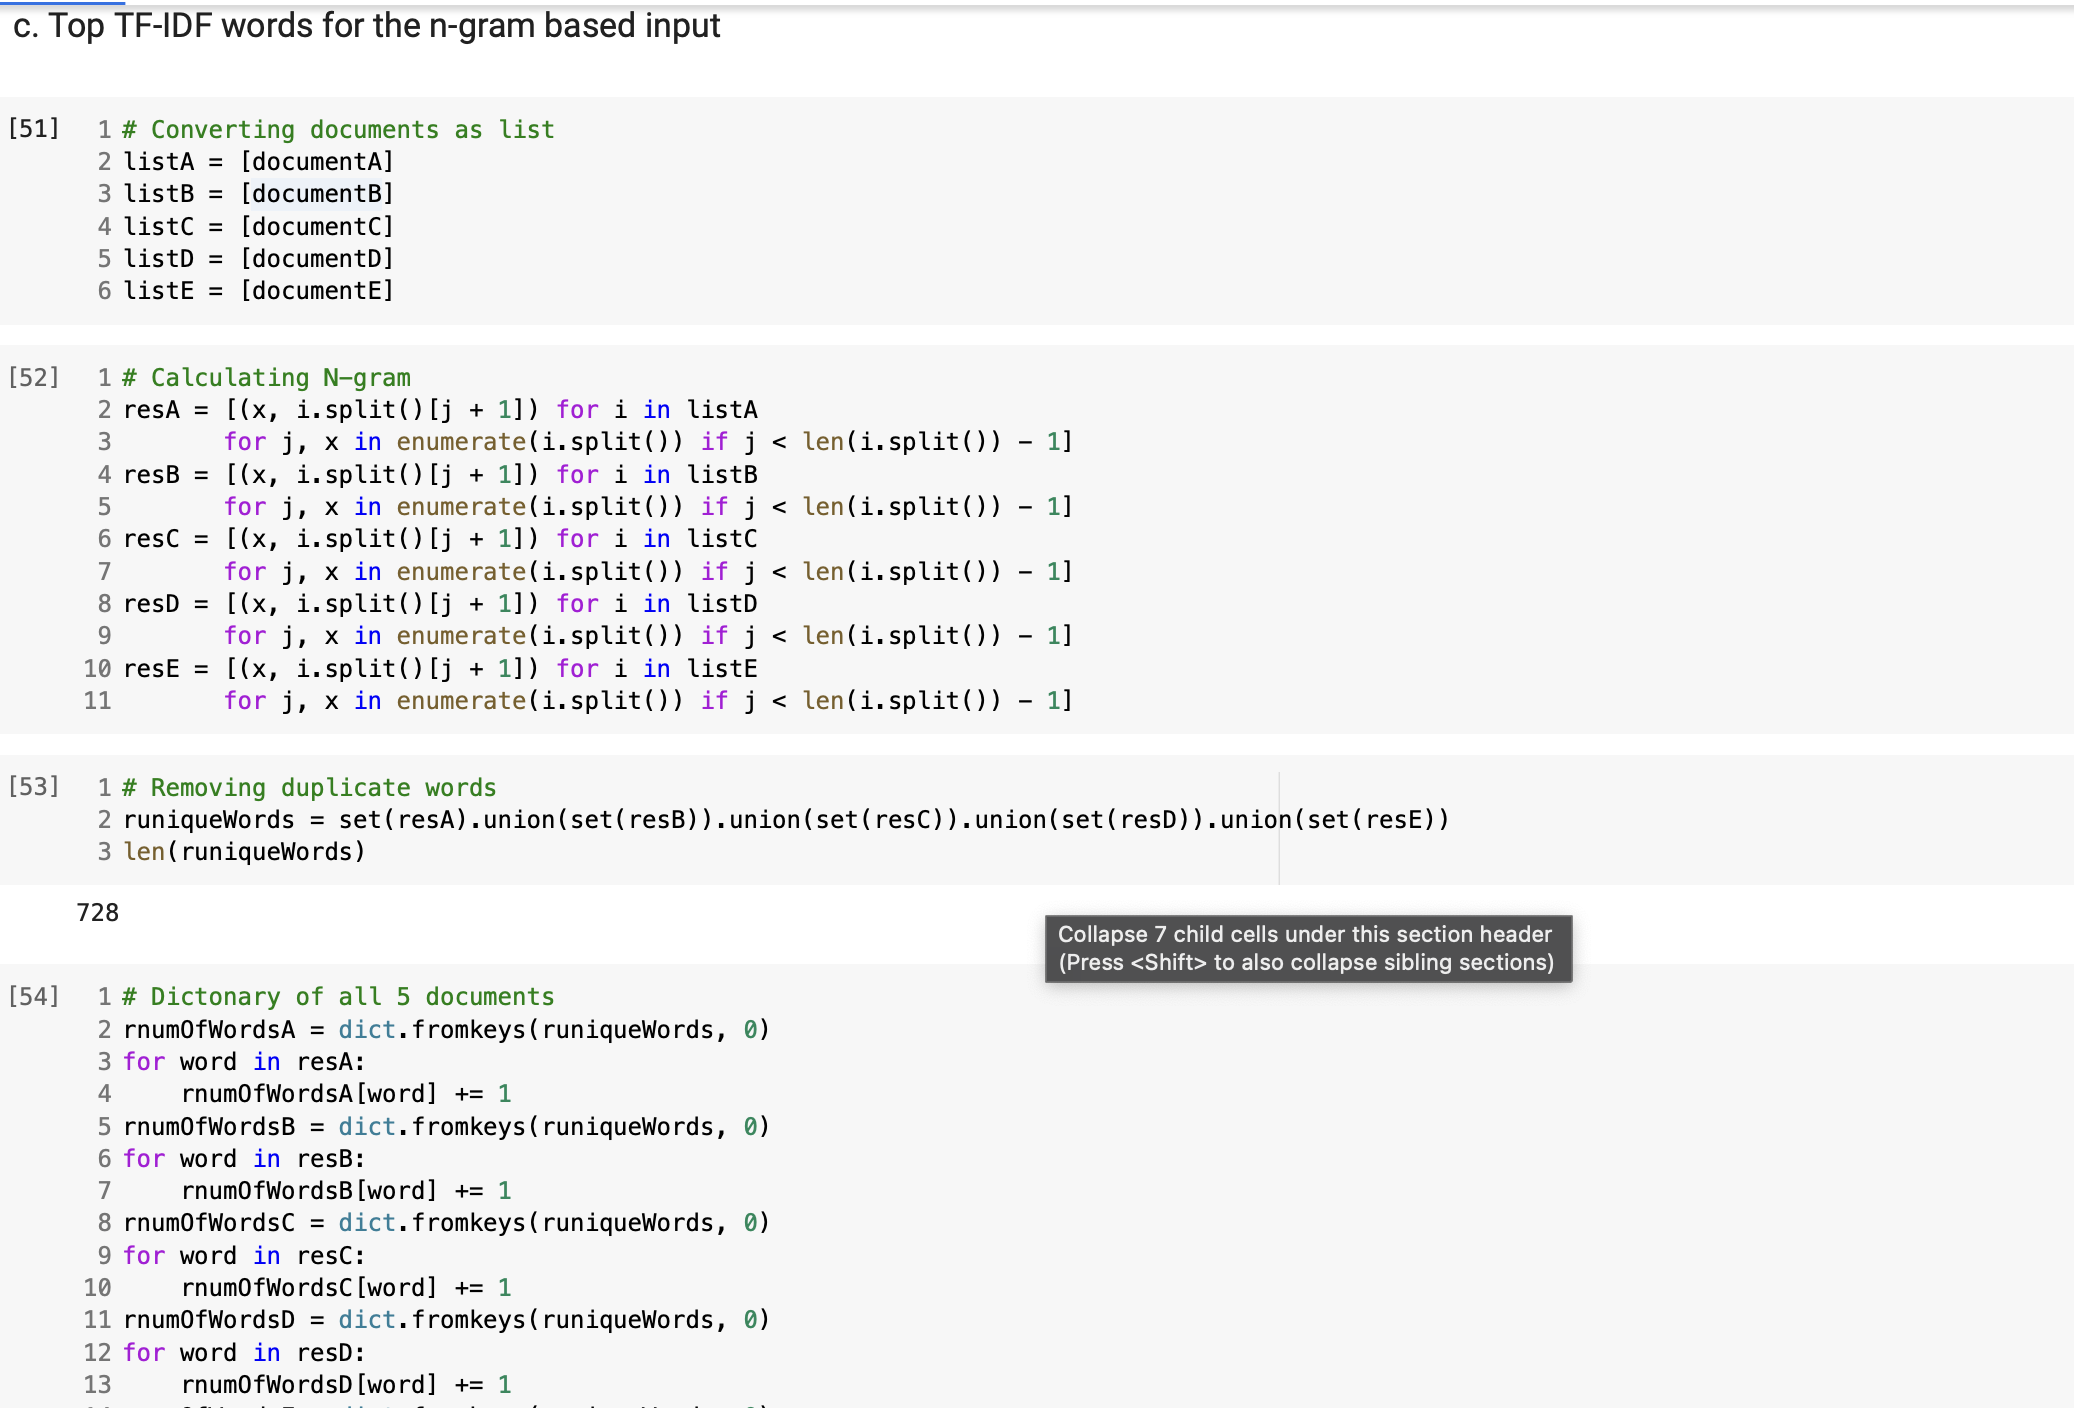 c. Top TF-IDF words for the n-gram based input
[51] 1 # Converting documents as list
2 listA = [documentA]
3 listB = [documentB]
4 listC = [documentC]
5 listD = [documentD]
6 listE = [documentE]
[52] 1 # Calculating N-gram
2 resA = [(x, i.split()[j + 1]) for i in listA
3 for j, x in enumerate(i.split()) if j < len(i.split()) - 1]
4 resB = [(x, i.split()[j + 1]) for i in listB
5 for j, x in enumerate(i.split()) if j < len(i.split()) - 1]
6 resC = [(x, i.split()[j + 1]) for i in listC
7 for j, x in enumerate(i.split()) if j < len(i.split()) - 1]
8 resD = [(x, i.split()[j + 1]) for i in listD
9 for j, x in enumerate(i.split()) if j < len(i.split()) - 1]
10 resE = [(x, i.split()[j + 1]) for i in listE
11 for j, x in enumerate(i.split()) if j < len(i.split()) - 1]
[53] 1 # Removing duplicate words
2 runiqueWords = set(resA).union(set(resB)).union(set(resC)).union(set(resD)).union(set(resE))
3 len(runiqueWords)
728
Collapse 7 child cells under this section header
(Press <Shift> to also collapse sibling sections)
[54] 1 # Dictonary of all 5 documents
2 rnumOfWordsA = dict.fromkeys(runiqueWords, 0)
3 for word in resA:
4 rnumOfWordsA[word] += 1
5 rnumOfWordsB = dict.fromkeys(runiqueWords, 0)
6 for word in resB:
7 rnumOfWordsB[word] += 1
8 rnumOfWordsC = dict.fromkeys(runiqueWords, 0)
9 for word in resC:
10 rnumOfWordsC[word] += 1
11 rnumOfWordsD = dict.fromkeys(runiqueWords, 0)
12 for word in resD:
13 rnumOfWordsD[word] += 1